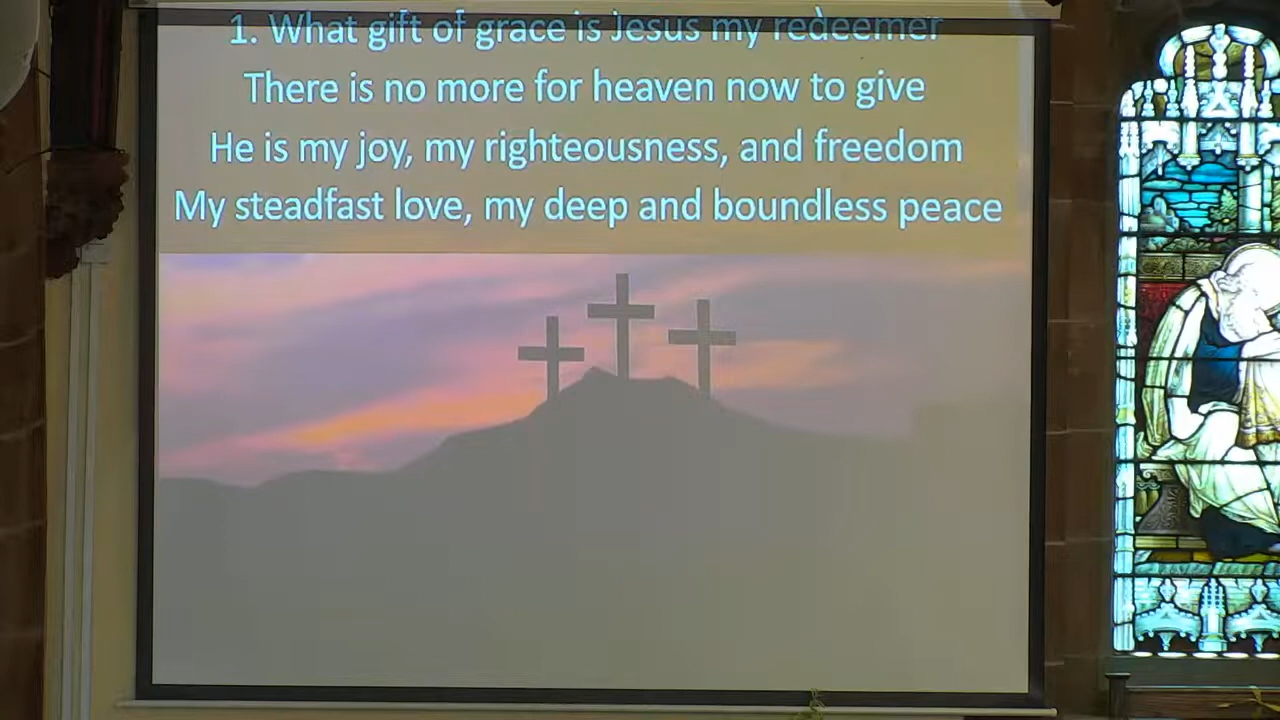 1. What gift of grace is Jesus my redeemer
There is no more for heaven now to give
He is my joy, my righteousness, and freedom
My steadfast love, my deep and boundless peace